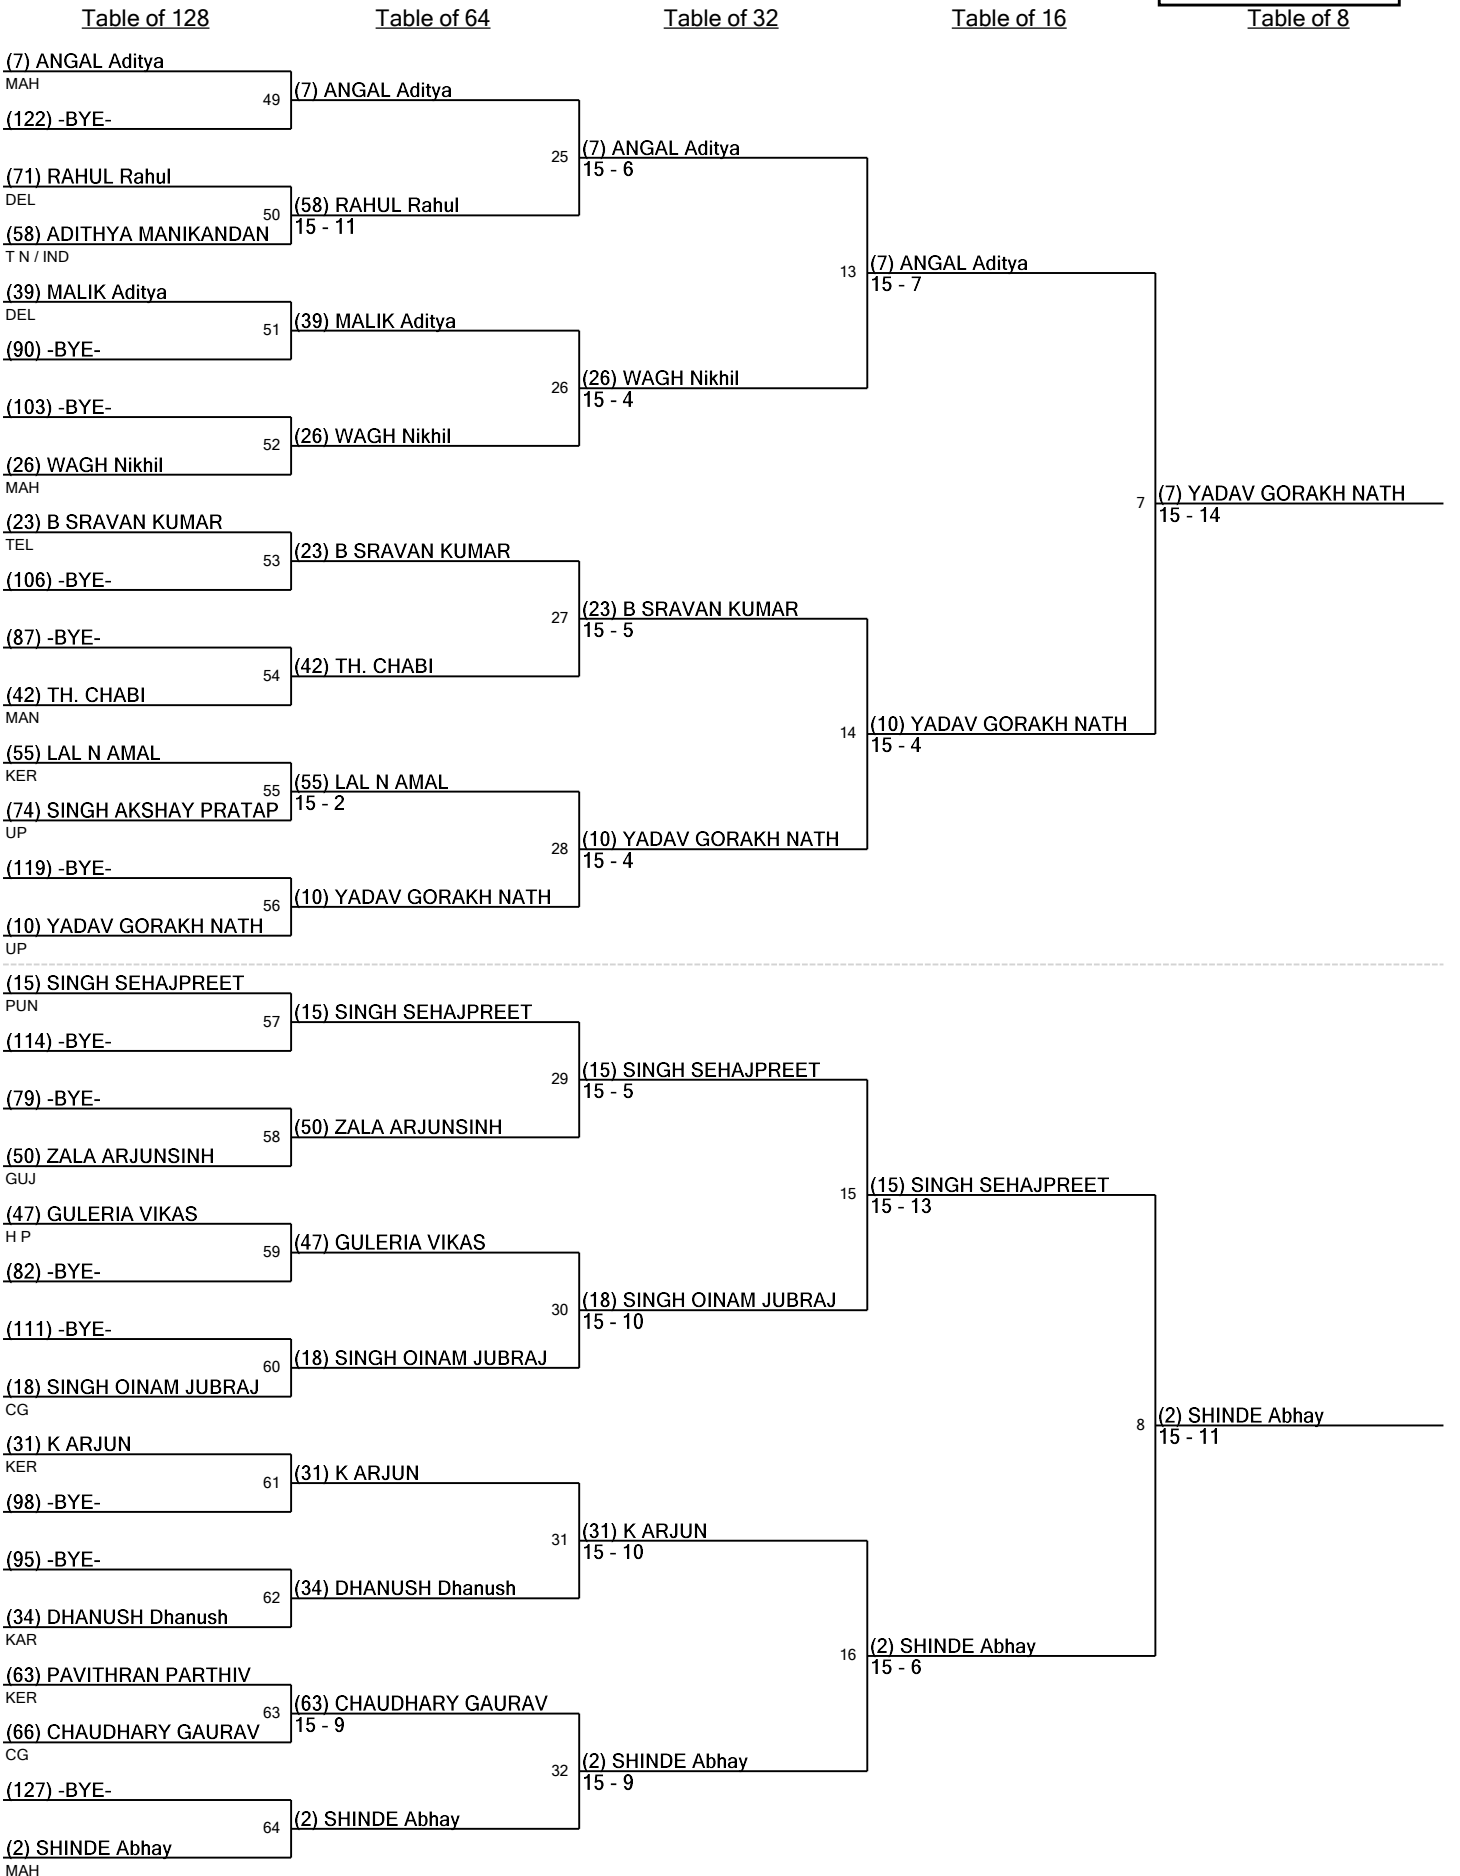 Table of 128
Table of 64
Table of 32
Table of 16
Table of 8
(7) ANGAL Aditya
MAH
49
(122) -BYE-
(7) ANGAL Aditya
(71) RAHUL Rahul
DEL
50
(58) ADITHYA MANIKANDAN
T N / IND
(58) RAHUL Rahul
15 - 11
25
(7) ANGAL Aditya
15 - 6
(39) MALIK Aditya
DEL
51
(90) -BYE-
(39) MALIK Aditya
(103) -BYE-
52
(26) WAGH Nikhil
MAH
(26) WAGH Nikhil
26
(26) WAGH Nikhil
15 - 4
13
(7) ANGAL Aditya
15 - 7
(23) B SRAVAN KUMAR
TEL
53
(106) -BYE-
(23) B SRAVAN KUMAR
(87) -BYE-
54
(42) TH. CHABI
MAN
(42) TH. CHABI
27
(23) B SRAVAN KUMAR
15 - 5
(55) LAL N AMAL
KER
55
(74) SINGH AKSHAY PRATAP
UP
(55) LAL N AMAL
15 - 2
(119) -BYE-
56
(10) YADAV GORAKH NATH
UP
(10) YADAV GORAKH NATH
28
(10) YADAV GORAKH NATH
15 - 4
14
(10) YADAV GORAKH NATH
15 - 4
7
(7) YADAV GORAKH NATH
15 - 14
(15) SINGH SEHAJPREET
PUN
57
(114) -BYE-
(15) SINGH SEHAJPREET
(79) -BYE-
58
(50) ZALA ARJUNSINH
GUJ
(50) ZALA ARJUNSINH
29
(15) SINGH SEHAJPREET
15 - 5
(47) GULERIA VIKAS
H P
59
(82) -BYE-
(47) GULERIA VIKAS
(111) -BYE-
60
(18) SINGH OINAM JUBRAJ
CG
(18) SINGH OINAM JUBRAJ
30
(18) SINGH OINAM JUBRAJ
15 - 10
15
(15) SINGH SEHAJPREET
15 - 13
(31) K ARJUN
KER
61
(98) -BYE-
(31) K ARJUN
(95) -BYE-
62
(34) DHANUSH Dhanush
KAR
(34) DHANUSH Dhanush
31
(31) K ARJUN
15 - 10
(63) PAVITHRAN PARTHIV
KER
63
(66) CHAUDHARY GAURAV
CG
(63) CHAUDHARY GAURAV
15 - 9
(127) -BYE-
64
(2) SHINDE Abhay
MAH
(2) SHINDE Abhay
32
(2) SHINDE Abhay
15 - 9
16
(2) SHINDE Abhay
15 - 6
8
(2) SHINDE Abhay
15 - 11